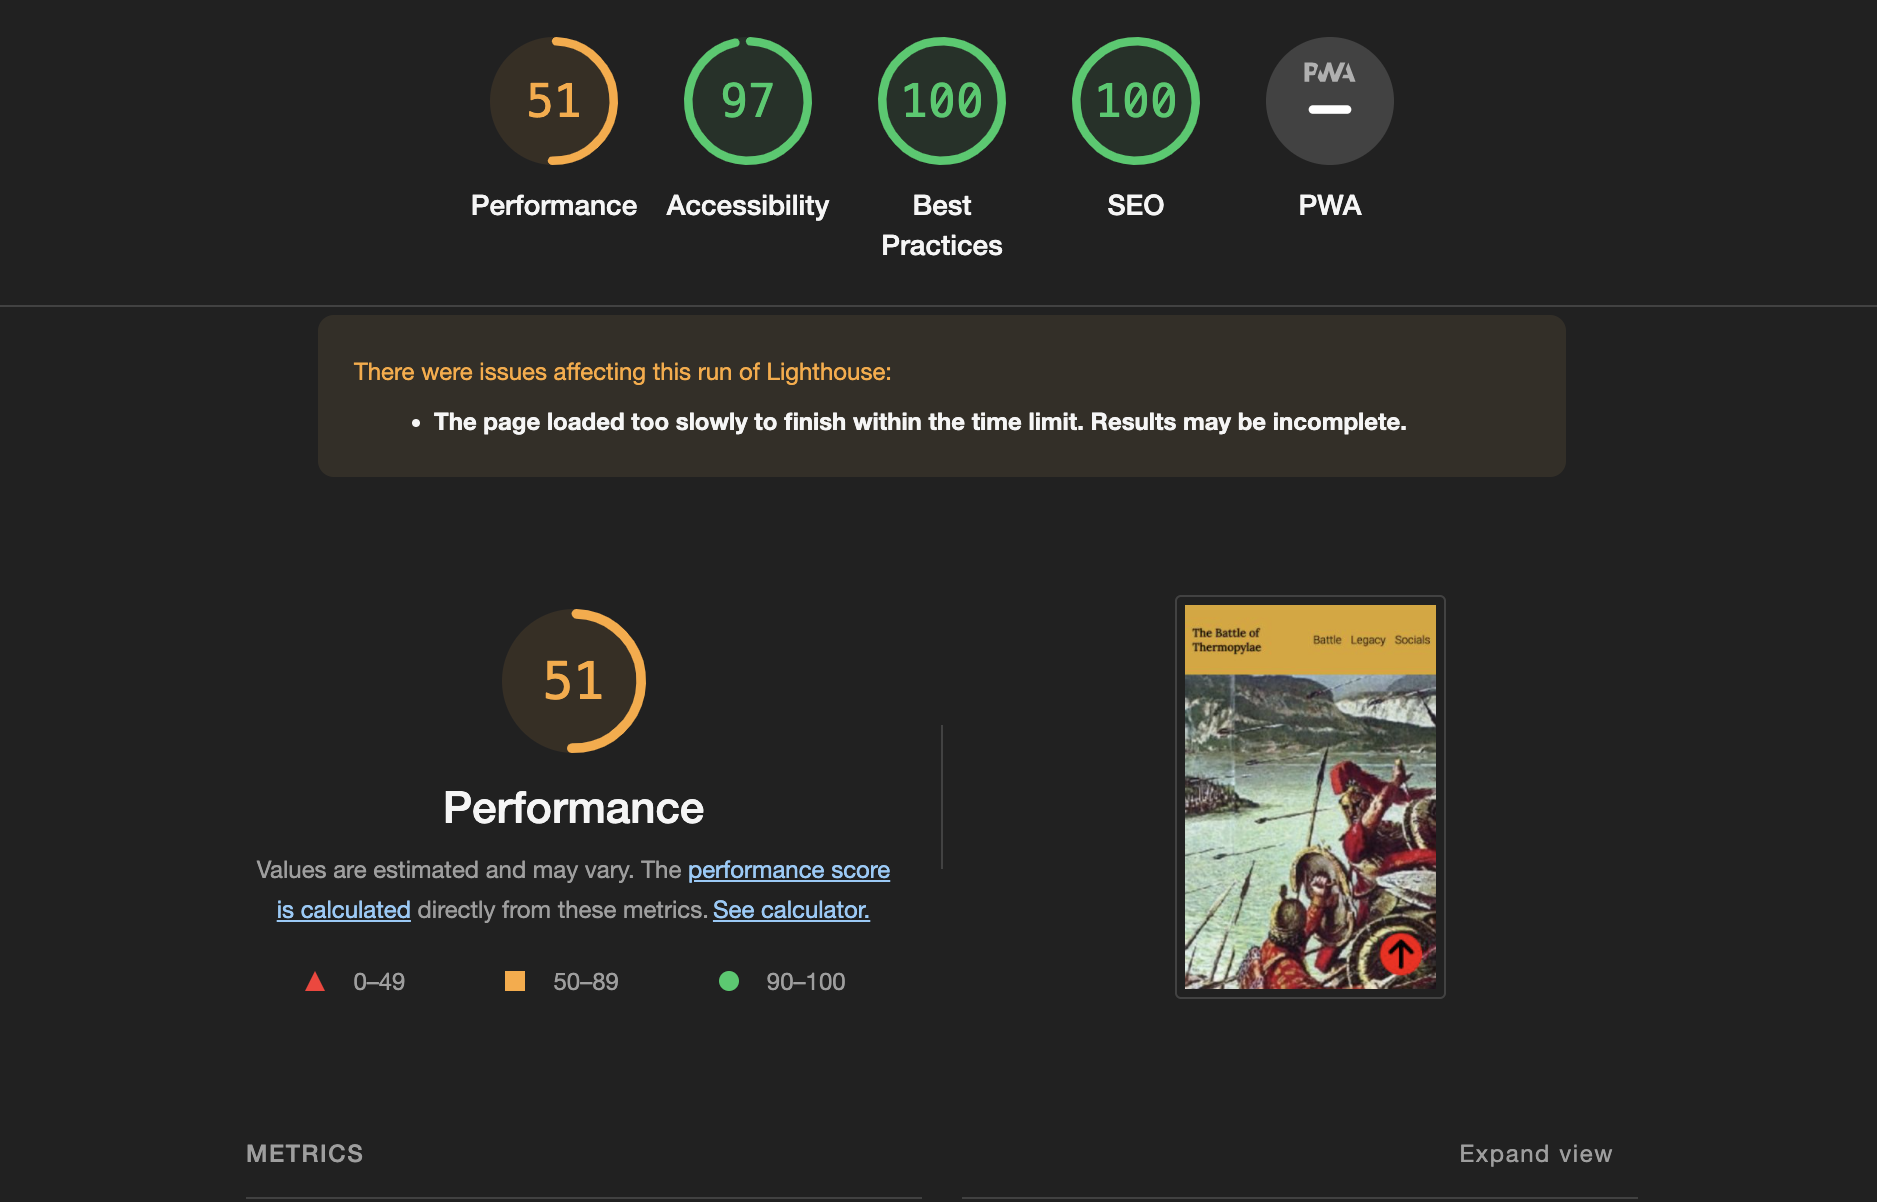 51
97
100
100
PWA
Performance
Accessibility
Best
Practices
SEO
PWA
There were issues affecting this run of Lighthouse:
• The page loaded too slowly to finish within the time limit. Results may be incomplete.
51
Performance
Values are estimated and may vary. The performance score
is calculated directly from these metrics. See calculator.
0–49
50–89
90–100
The Battle of
Thermopylae
Battle Legacy Socials
METRICS
Expand view